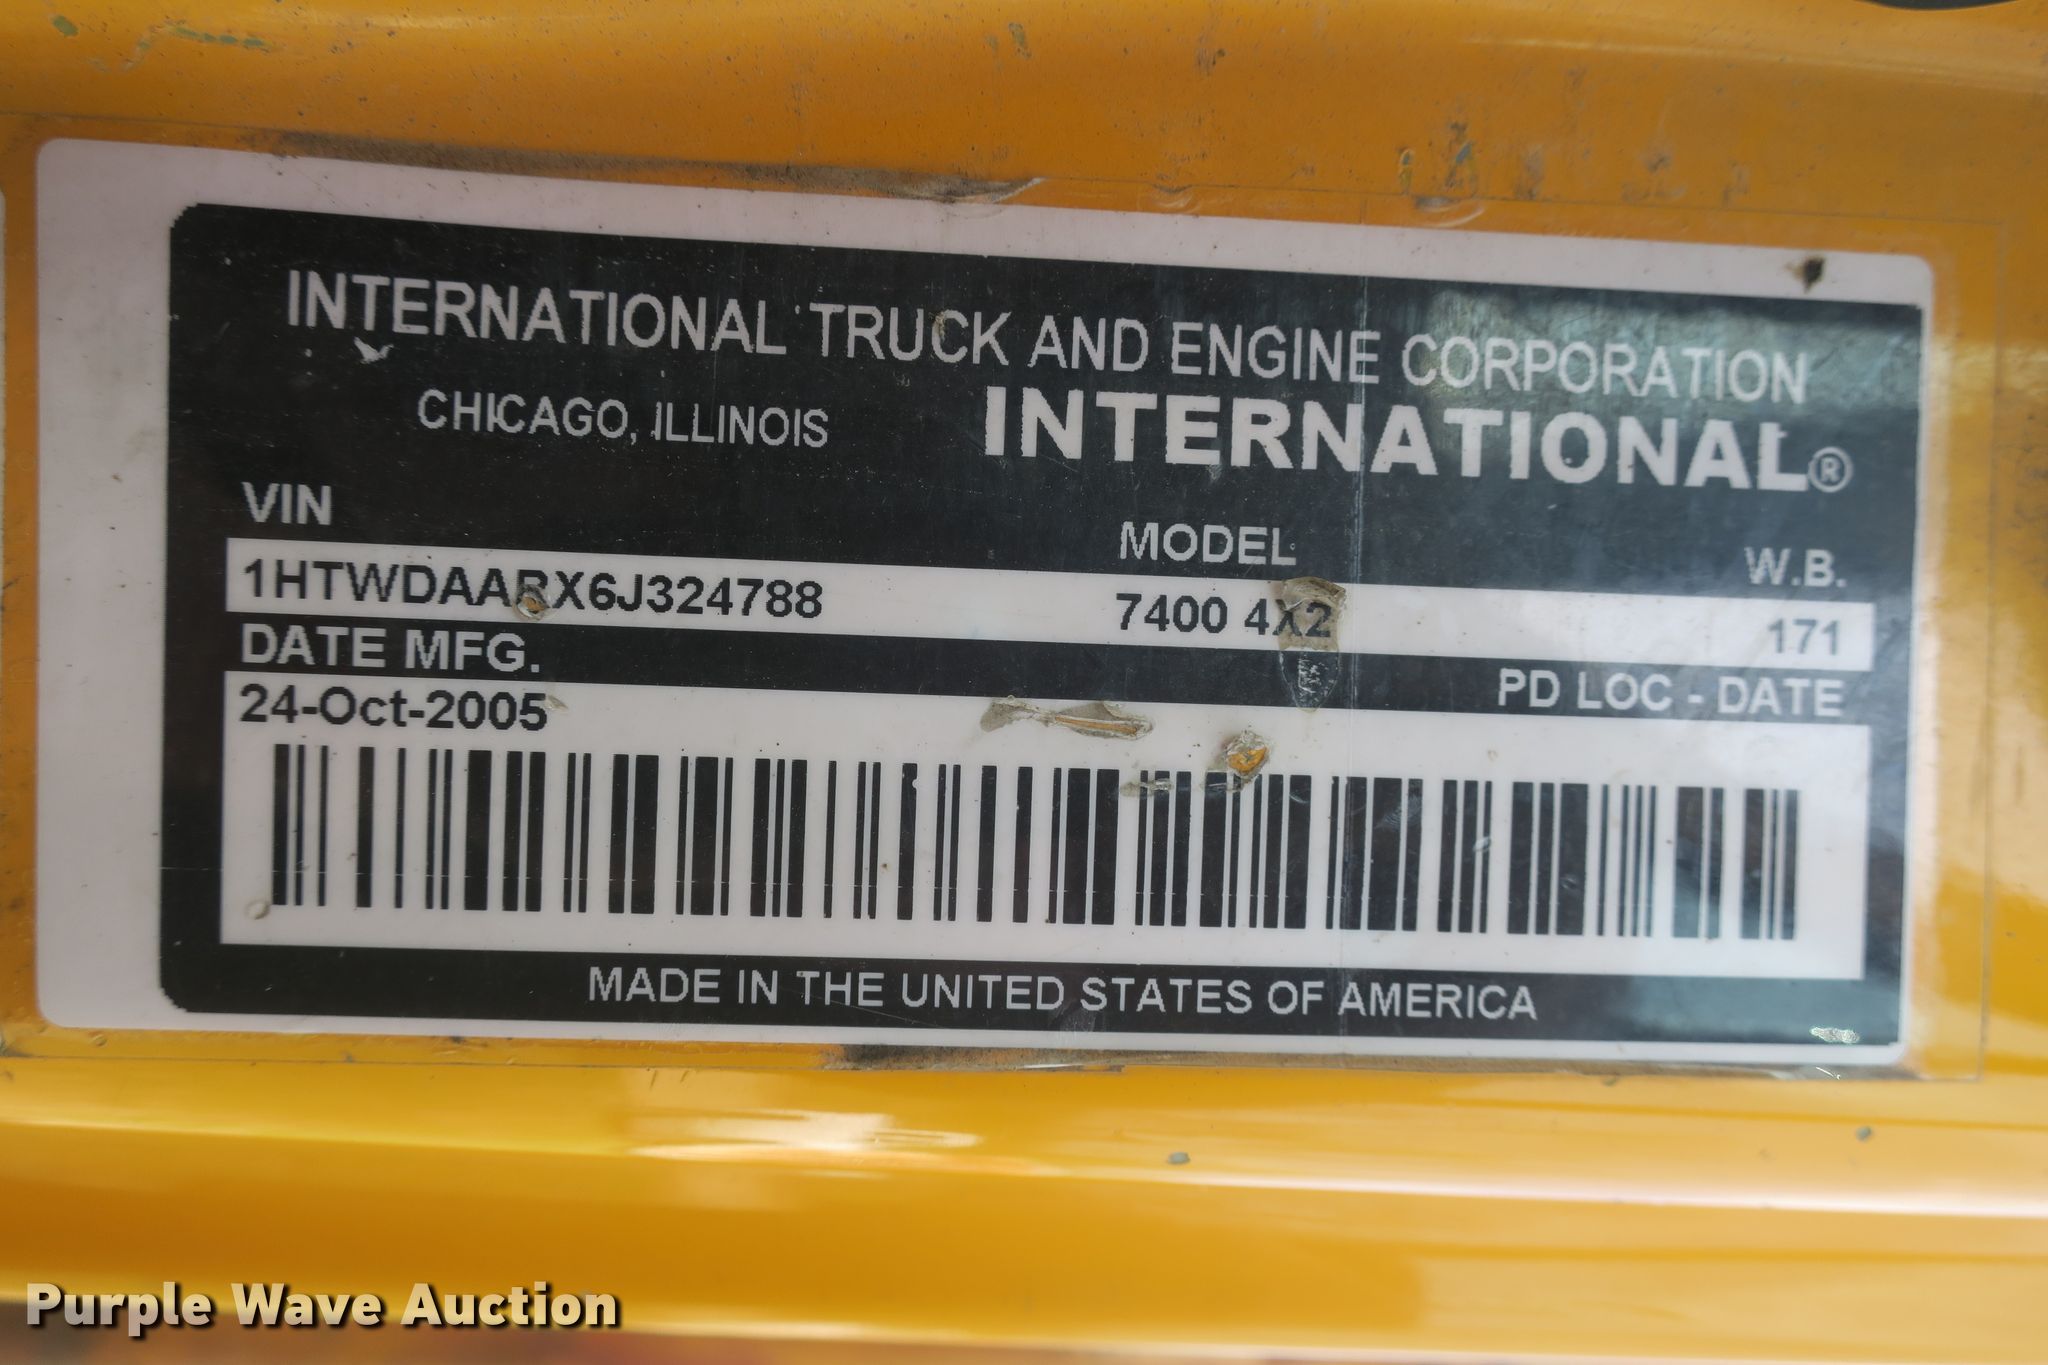 INTERNATIONAL TRUCK AND ENGINE CORPORATION
CHICAGO, ILLINOIS
INTERNATIONAL®
VIN MODEL W.B.
1HTWDAARX6J324788 7400 4X2 171
DATE MFG. PD LOC - DATE
24-Oct-2005
MADE IN THE UNITED STATES OF AMERICA
Purple Wave Auction